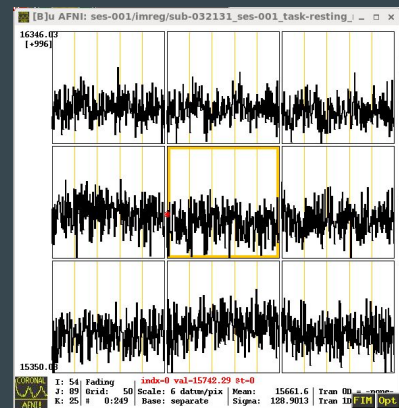 [B]u AFNI: ses-001/imreg/sub-032131_ses-001_task-resting_
16346.03
[+996]
15350.03
CORONAL
AFNI
I: 54 Fading indx=0 val=15742.29 @t=0
J: 89 Grid: 50 Scale: 6 datum/pix Mean: 15661.6 Tran 0D = -none-
K: 25 # 0:249 Base: separate Sigma: 128.9013 Tran 1D
FIM Opt